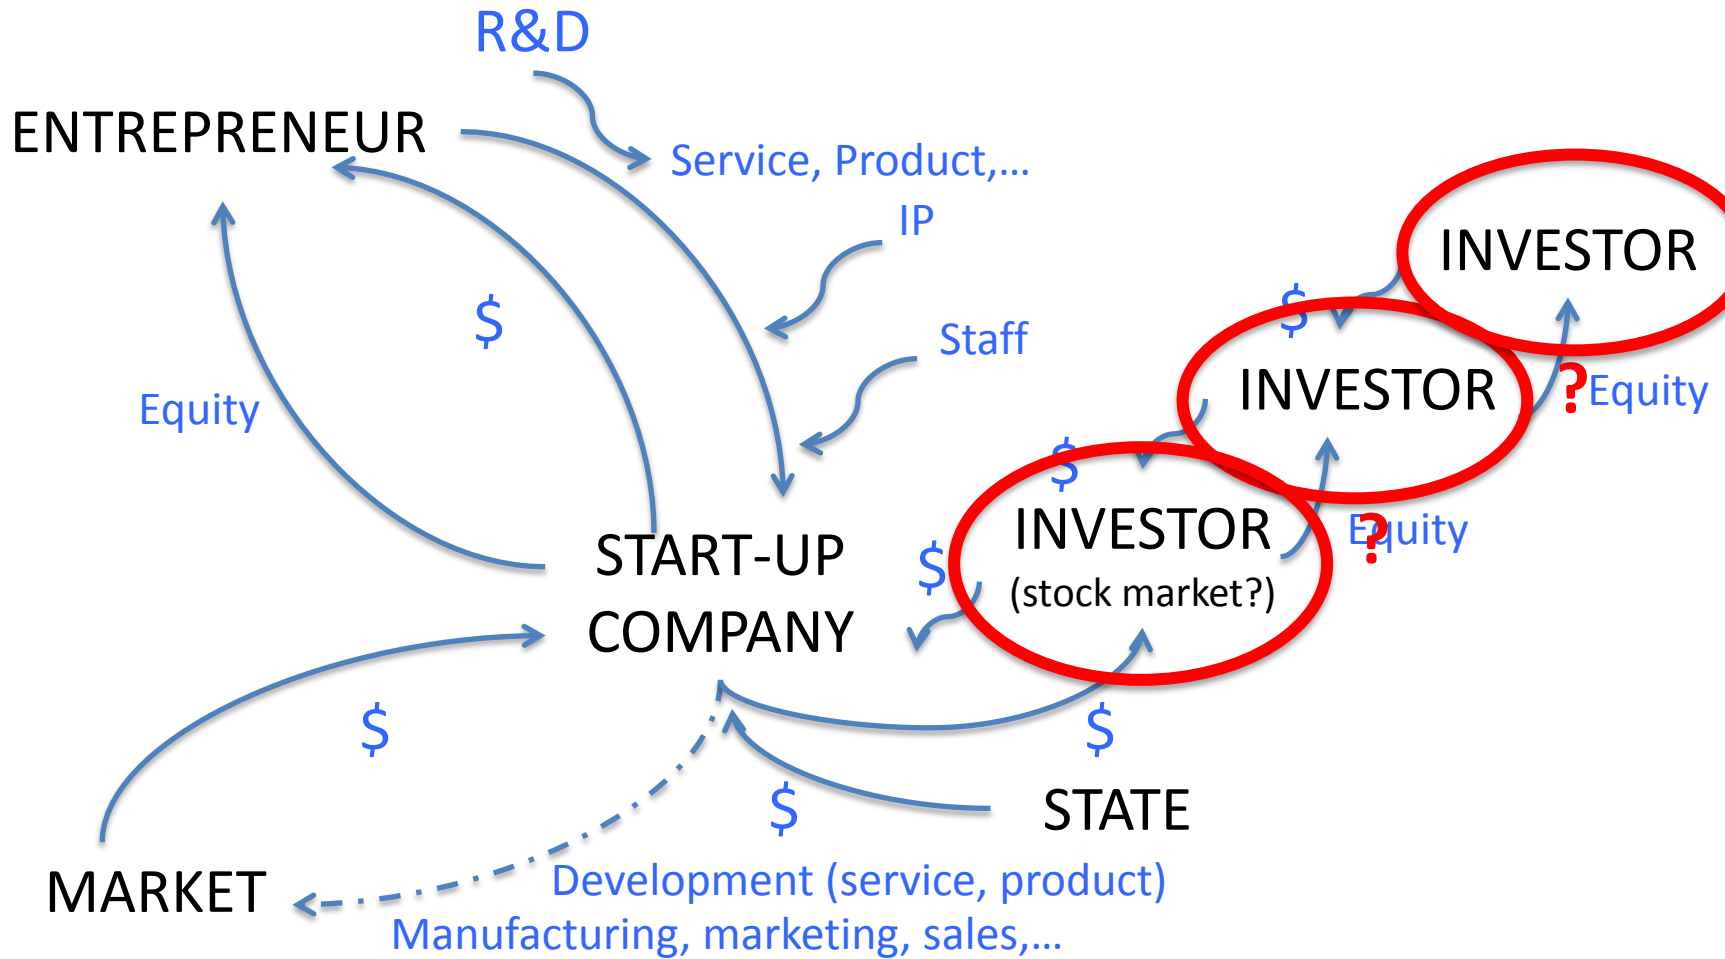 R&D
ENTREPRENEUR
Service, Product,...
IP
INVESTOR
$
$
Staff
INVESTOR
? Equity
Equity
$
INVESTOR
? Equity
START-UP
$
(stock market?)
COMPANY
$
$
$
STATE
MARKET
Development (service, product)
Manufacturing, marketing, sales,...